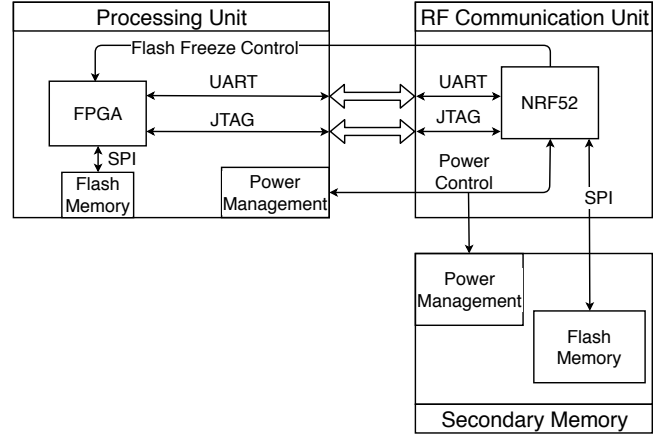 Processing Unit
RF Communication Unit
Flash Freeze Control
UART
UART
FPGA
NRF52
JTAG
JTAG
SPI
Flash
Memory
Power
Management
Power
Control
SPI
Power
Management
Flash
Memory
Secondary Memory